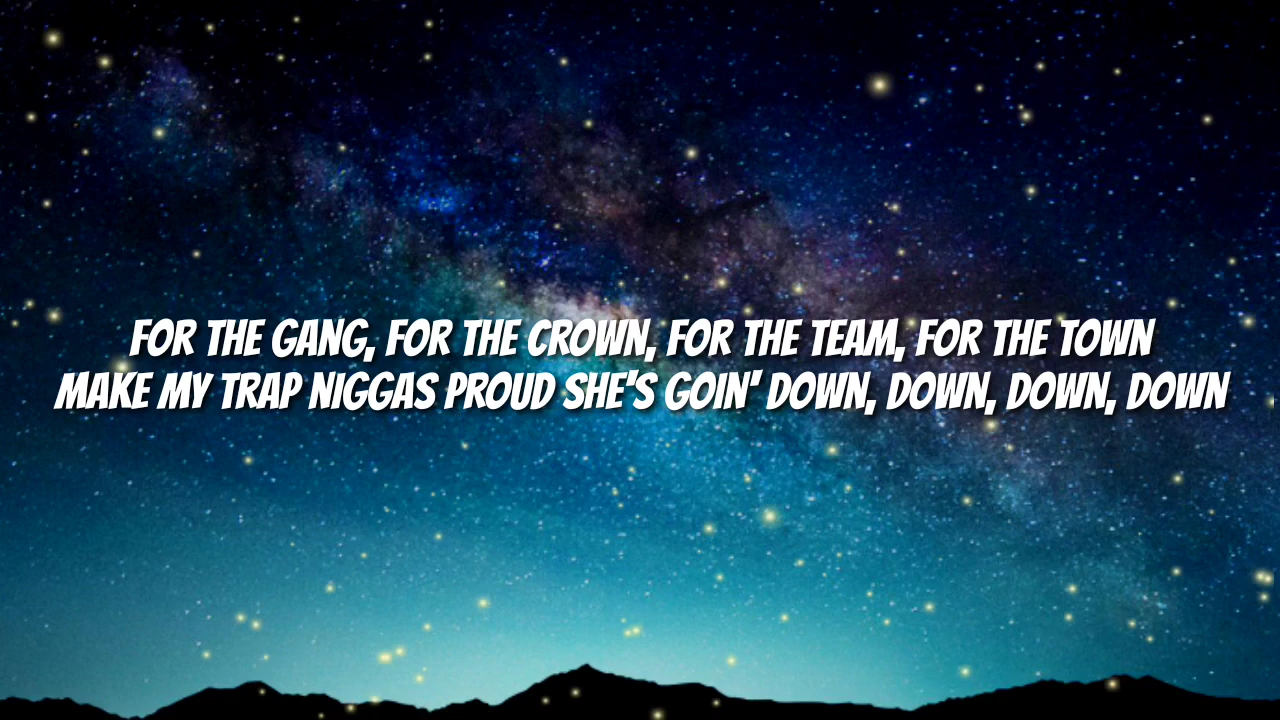 FOR THE GANG, FOR THE CROWN, FOR THE TEAM, FOR THE TOWN
MAKE MY TRAP NIGGAS PROUD SHE'S GOIN' DOWN, DOWN, DOWN, DOWN